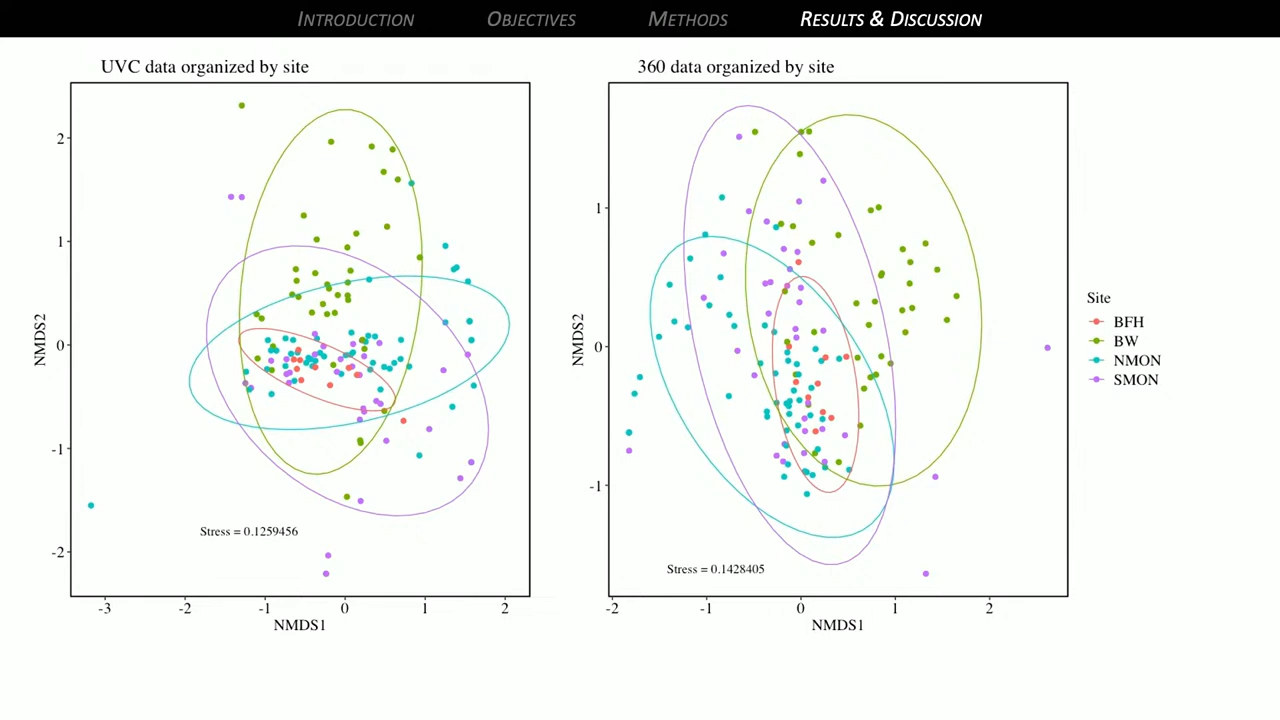 INTRODUCTION OBJECTIVES METHODS RESULTS & DISCUSSION
UVC data organized by site
2
1
0
-1
-2
NMDS2
Stress = 0.1259456
-3 -2 -1 0 1 2
NMDS1
360 data organized by site
1
0
-1
NMDS2
Stress = 0.1428405
-2 -1 0 1 2
NMDS1
Site
BFH
BW
NMON
SMON